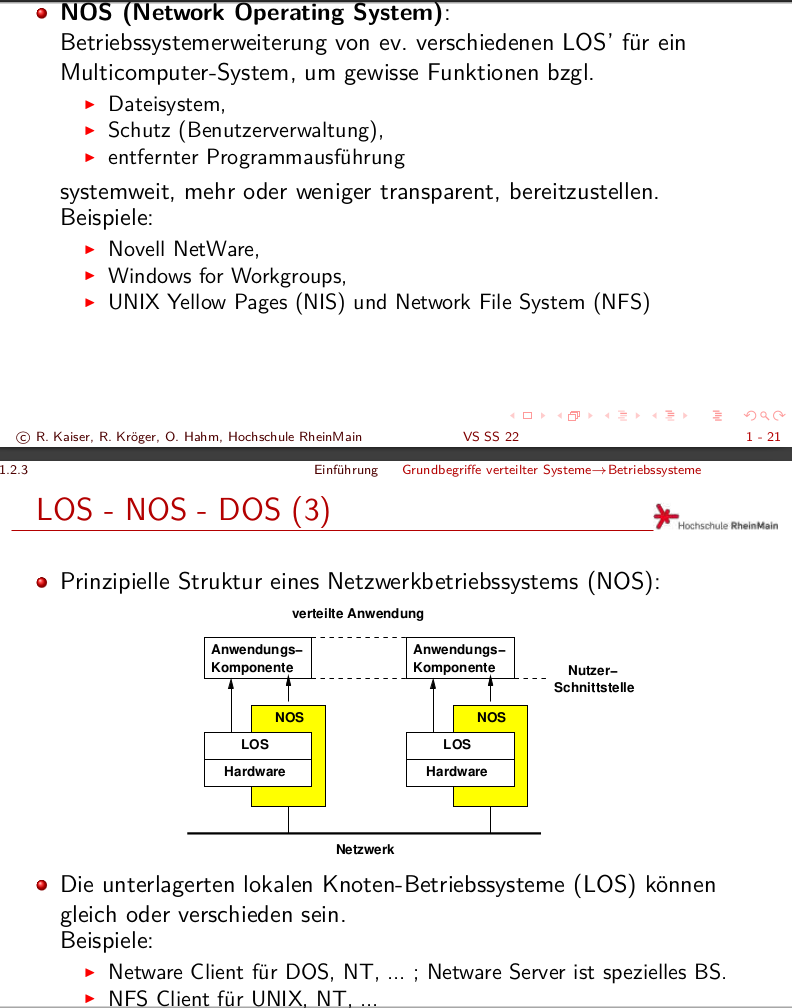 NOS (Network Operating System):
Betriebssystemerweiterung von ev. verschiedenen LOS' für ein
Multicomputer-System, um gewisse Funktionen bzgl.
Dateisystem,
Schutz (Benutzerverwaltung),
entfernter Programmausführung
systemweit, mehr oder weniger transparent, bereitzustellen.
Beispiele:
Novell NetWare,
Windows for Workgroups,
UNIX Yellow Pages (NIS) und Network File System (NFS)
© R. Kaiser, R. Kröger, O. Hahm, Hochschule RheinMain VS SS 22 1 - 21
1.2.3 Einführung Grundbegriffe verteilter Systeme→Betriebssysteme
LOS - NOS - DOS (3)
Hochschule RheinMain
Prinzipielle Struktur eines Netzwerkbetriebssystems (NOS):
verteilte Anwendung
Anwendungs– Anwendungs–
Komponente Komponente
Nutzer–
Schnittstelle
NOS NOS
LOS LOS
Hardware Hardware
Netzwerk
Die unterlagerten lokalen Knoten-Betriebssysteme (LOS) können
gleich oder verschieden sein.
Beispiele:
Netware Client für DOS, NT, ... ; Netware Server ist spezielles BS.
NFS Client für UNIX, NT, ...